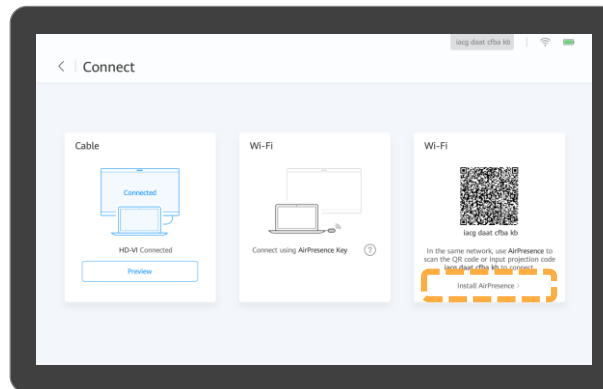 iacg daat cfba kb
Connect
Cable
Connected
HD-VI Connected
Preview
Wi-Fi
Connect using AirPresence Key
?
Wi-Fi
iacg daat cfba kb
In the same network, use AirPresence to
scan the QR code or input projection code
iacg daat cfba kb to connect
Install AirPresence >